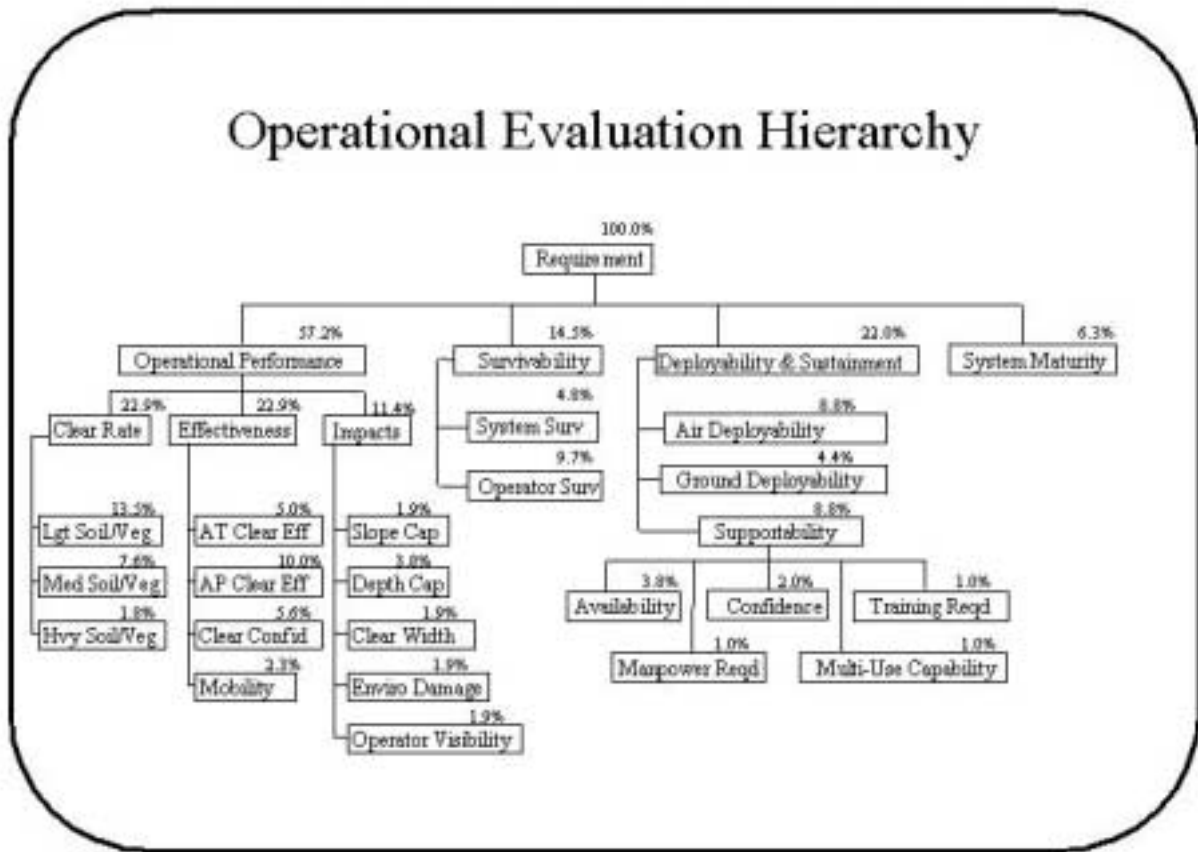 Operational Evaluation Hierarchy
100.0%
Requirement
57.2%
Operational Performance
14.5%
Survivability
22.0%
Deployability & Sustainment
6.3%
System Maturity
22.9%
Clear Rate
22.9%
Effectiveness
11.4%
Impacts
4.8%
System Surv
9.7%
Operator Surv
8.8%
Air Deployability
4.4%
Ground Deployability
8.8%
Supportability
13.5%
Lgt Soil/Veg
7.6%
Med Soil/Veg
1.8%
Hvy Soil/Veg
5.0%
AT Clear Eff
10.0%
AP Clear Eff
5.6%
Clear Confid
2.3%
Mobility
1.9%
Slope Cap
3.8%
Depth Cap
1.9%
Clear Width
1.9%
Enviro Damage
1.9%
Operator Visibility
3.8%
Availability
2.0%
Confidence
1.0%
Training Reqd
1.0%
Manpower Reqd
1.0%
Multi-Use Capability